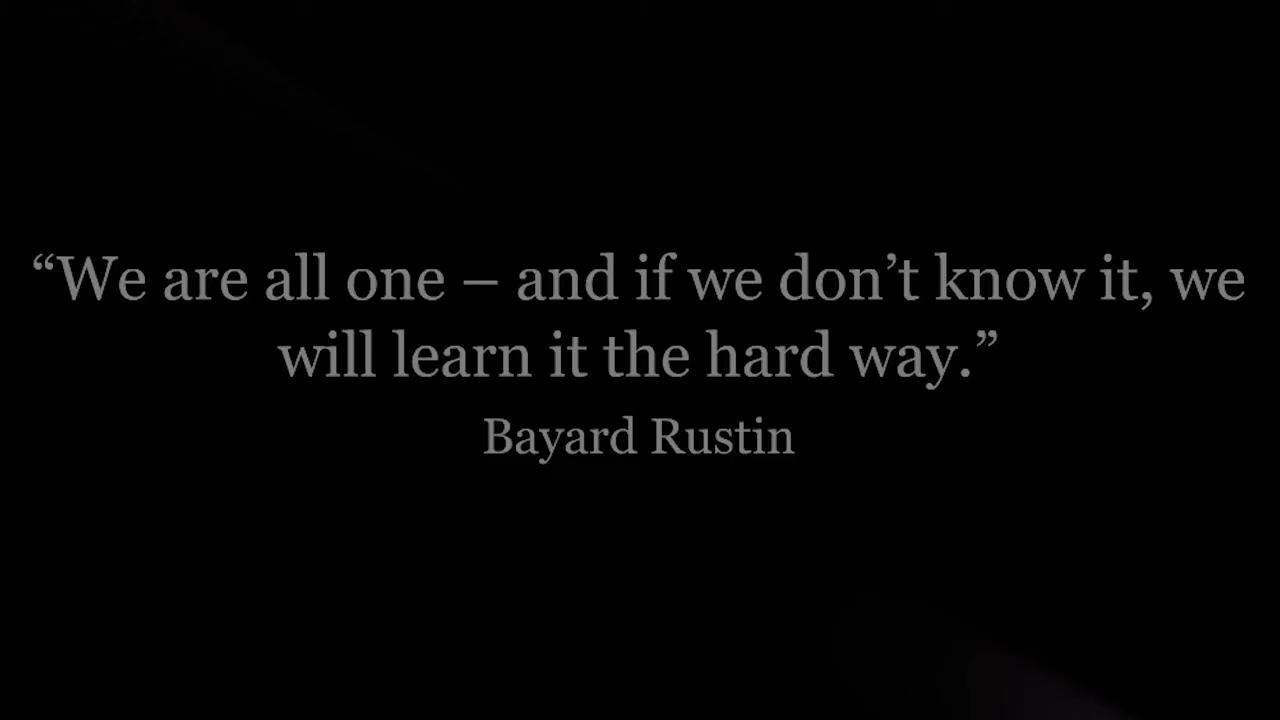 “We are all one – and if we don’t know it, we
will learn it the hard way.”
Bayard Rustin